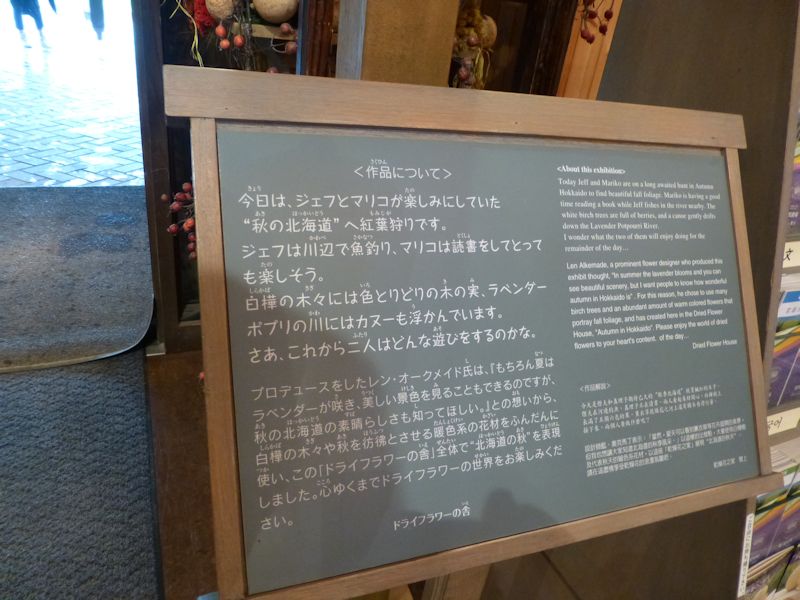 <作品について>
今日は、ジェフとマリコが楽しみにしていた
“秋の北海道”へ紅葉狩りです。
ジェフは川辺で魚釣り、マリコは読書をしてとって
も楽しそう。
白樺の木々には色とりどりの木の実、ラベンダー
ポプリの川にはカヌーも浮かんでいます。
さあ、これから二人はどんな遊びをするのかな。
プロデュースをしたレン・オークメイド氏は、『もちろん夏は
ラベンダーが咲き、美しい景色を見ることもできるのですが、
秋の北海道の素晴らしさも知ってほしい。』との想いから、
白樺の木々や秋を彷彿とさせる暖色系の花材をふんだんに
使い、この「ドライフラワーの舎」全体で“北海道の秋”を表現
しました。心ゆくまでドライフラワーの世界をお楽しみくだ
さい。
ドライフラワーの舎
<About this exhibition>
Today Jeff and Mariko are on a long awaited hunt in Autumn
Hokkaido to find beautiful fall foliage. Mariko is having a good
time reading a book while Jeff fishes in the river nearby. The
white birch trees are full of berries, and a canoe gently drifts
down the Lavender Potpourri River.
I wonder what the two of them will enjoy doing for the
remainder of the day…
Len Alkemade, a prominent flower designer who produced this
exhibit thought, "In summer the lavender blooms and you can
see beautiful scenery, but I want people to know how wonderful
autumn in Hokkaido is" . For this reason, he chose to use many
birch trees and an abundant amount of warm colored flowers that
portray fall foliage, and has created here in the Dried Flower
House, "Autumn in Hokkaido". Please enjoy the world of dried
flowers to your heart's content. of the day…
Dried Flower House
<作品解説>
乾燥花之家 敬上